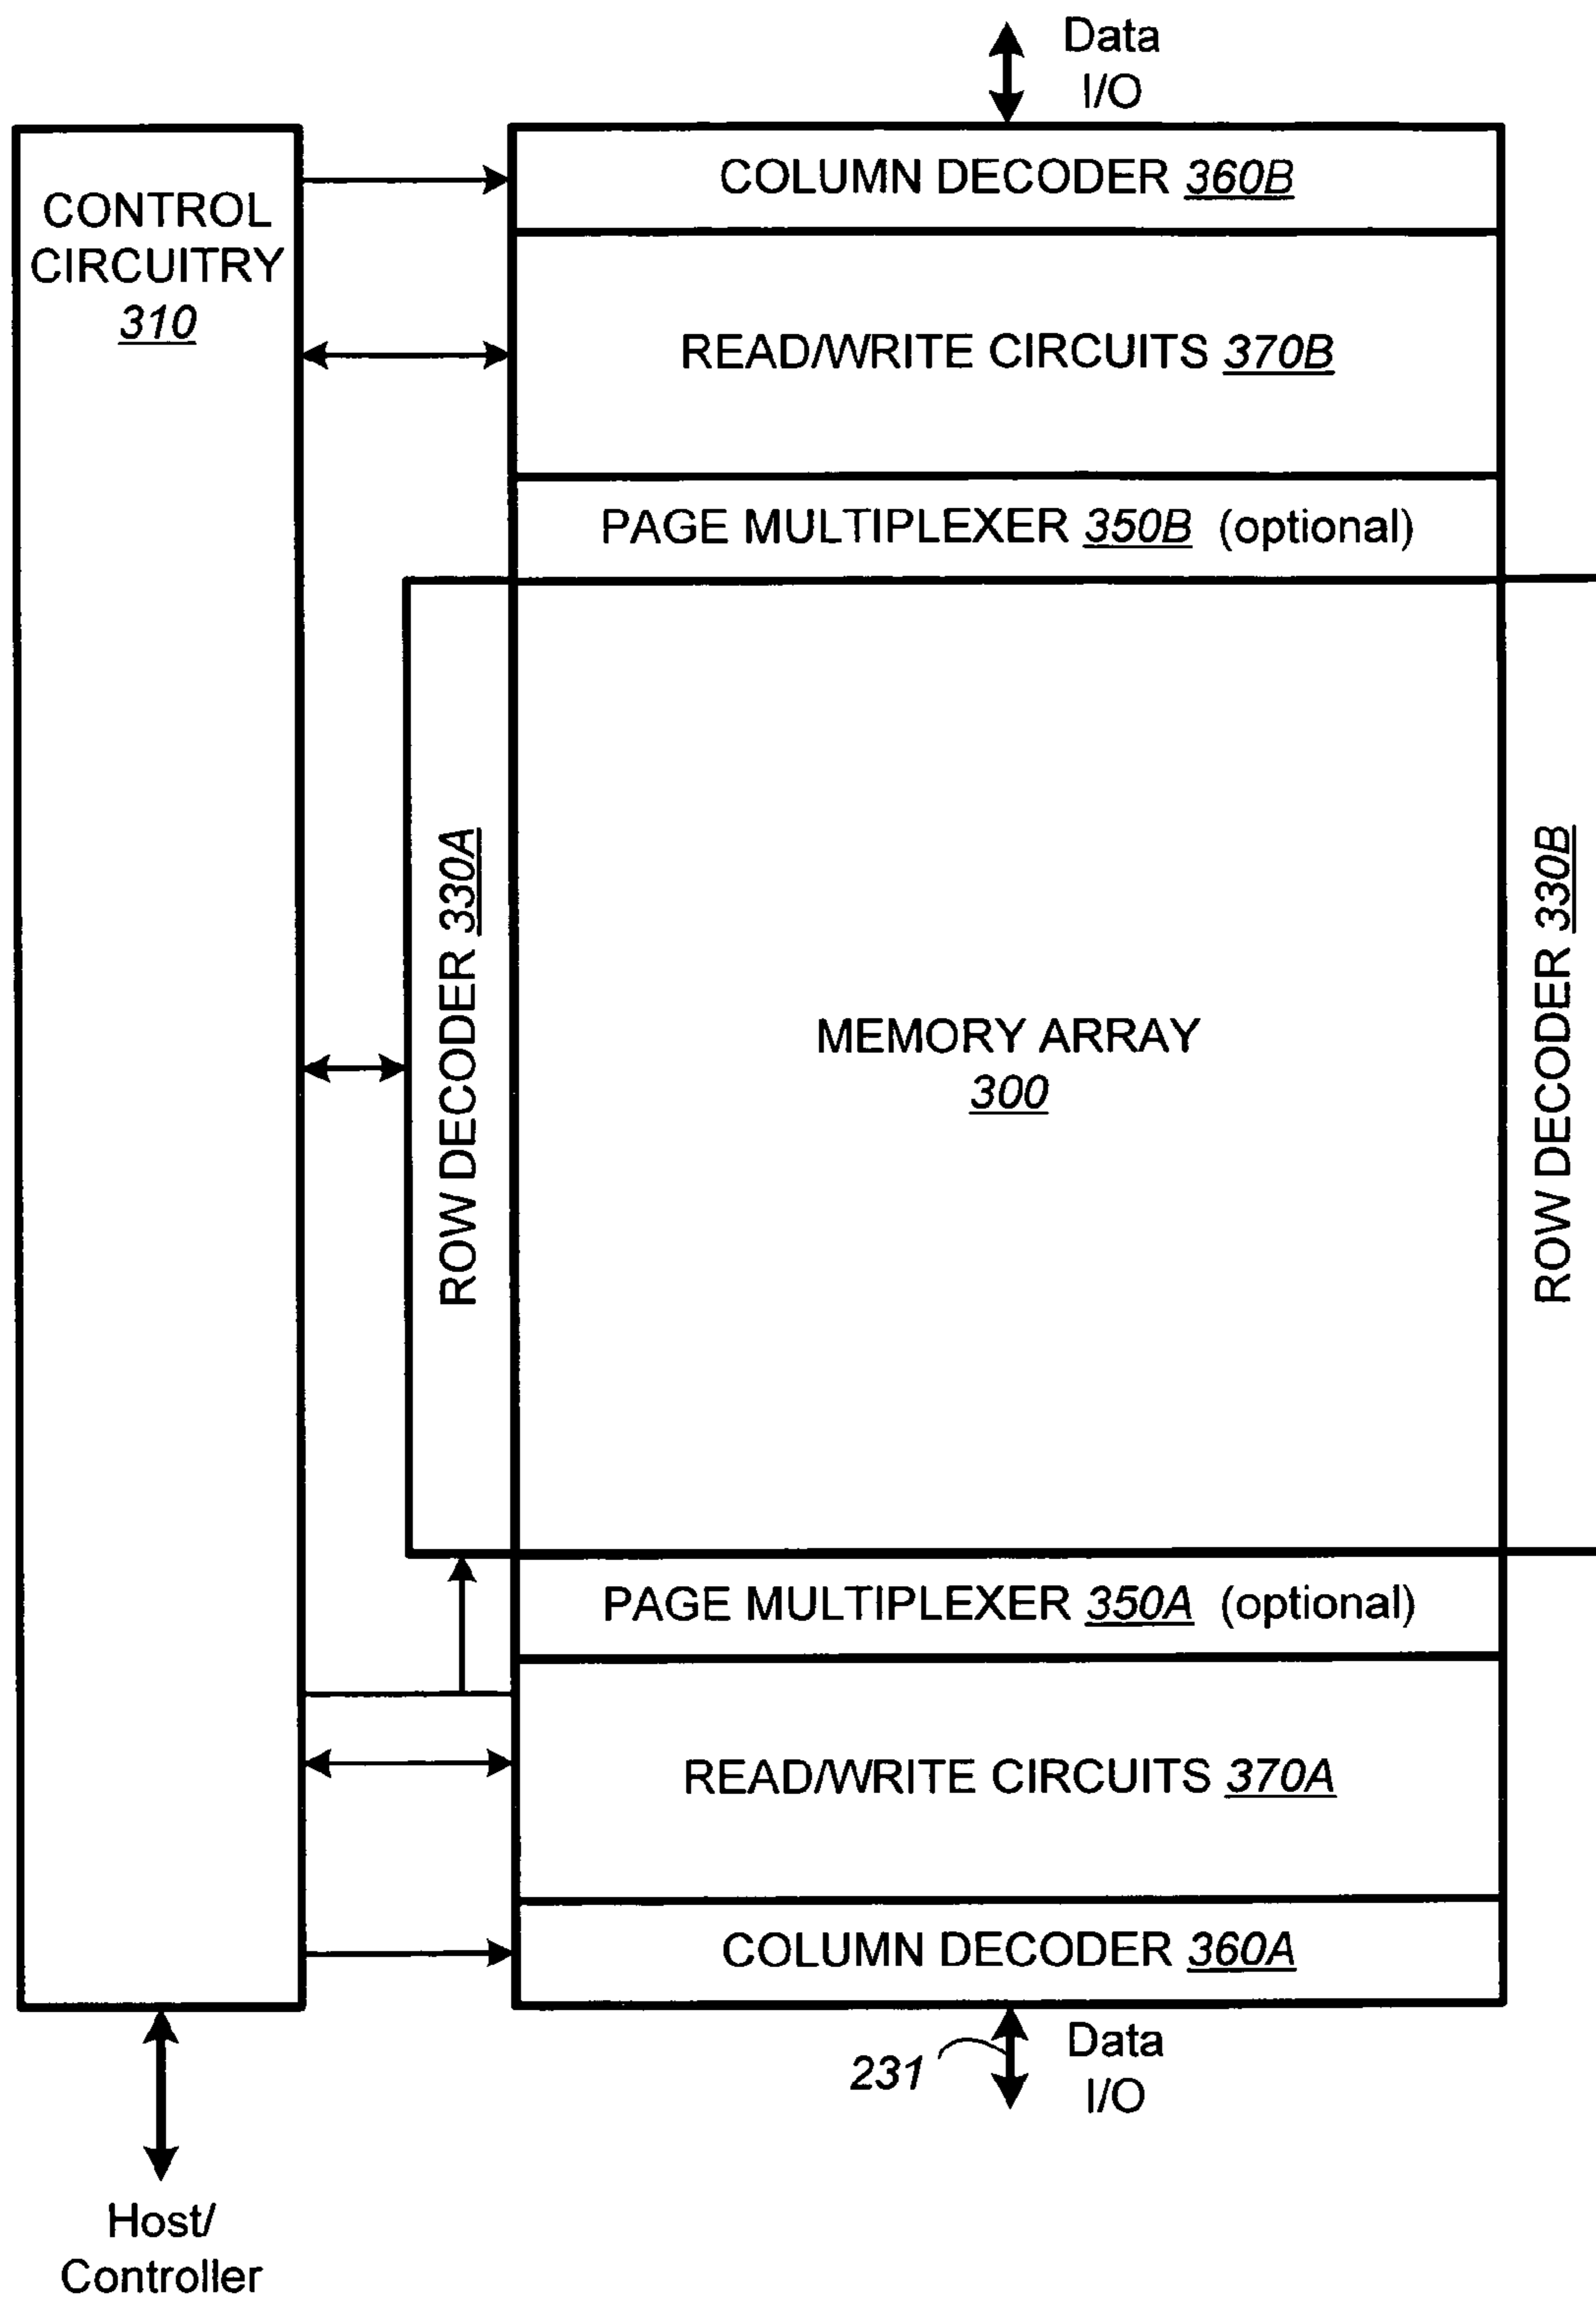 Data
I/O
CONTROL
CIRCUITRY
310
COLUMN DECODER 360B
READ/WRITE CIRCUITS 370B
PAGE MULTIPLEXER 350B (optional)
ROW DECODER 330A
MEMORY ARRAY
300
ROW DECODER 330B
PAGE MULTIPLEXER 350A (optional)
READ/WRITE CIRCUITS 370A
COLUMN DECODER 360A
231
Data
I/O
Host/
Controller